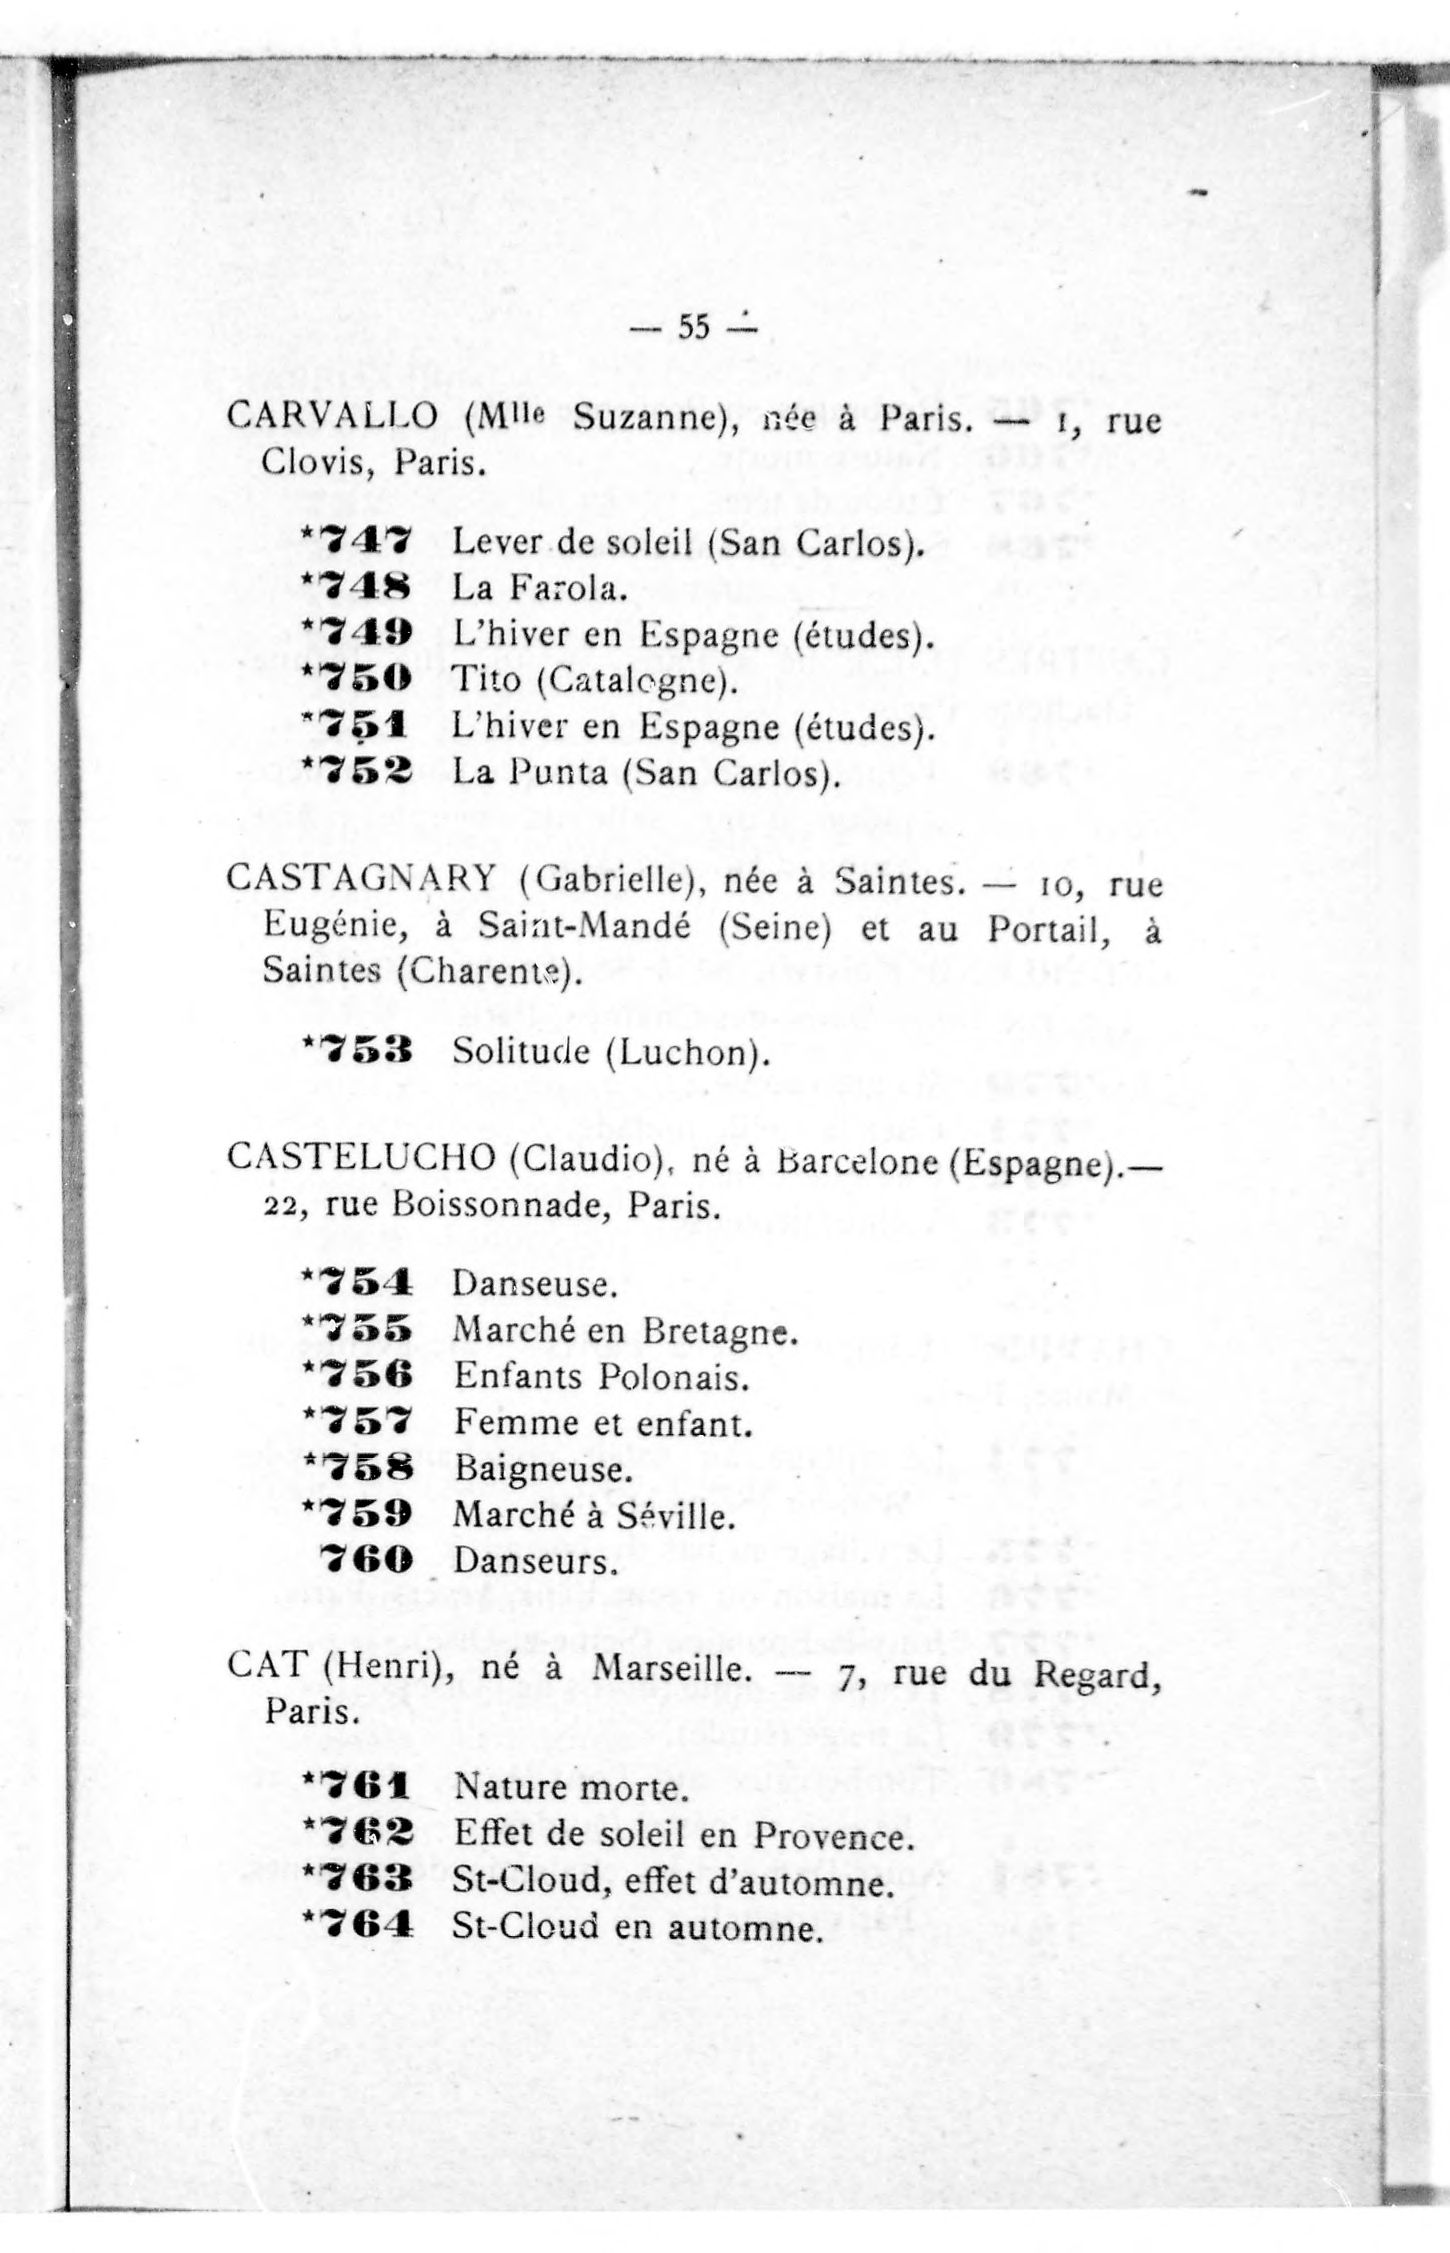 — 55 —
CARVALLO (Mlle Suzanne), née à Paris. — 1, rue
Clovis, Paris.
*747 Lever de soleil (San Carlos).
*748 La Farola.
*749 L'hiver en Espagne (études).
*750 Tito (Catalogne).
*751 L'hiver en Espagne (études).
*752 La Punta (San Carlos).
CASTAGNARY (Gabrielle), née à Saintes. — 10, rue
Eugénie, à Saint-Mandé (Seine) et au Portail, à
Saintes (Charente).
*753 Solitude (Luchon).
CASTELUCHO (Claudio), né à Barcelone (Espagne).—
22, rue Boissonnade, Paris.
*754 Danseuse.
*755 Marché en Bretagne.
*756 Enfants Polonais.
*757 Femme et enfant.
*758 Baigneuse.
*759 Marché à Séville.
760 Danseurs.
CAT (Henri), né à Marseille. — 7, rue du Regard,
Paris.
*761 Nature morte.
*762 Effet de soleil en Provence.
*763 St-Cloud, effet d'automne.
*764 St-Cloud en automne.